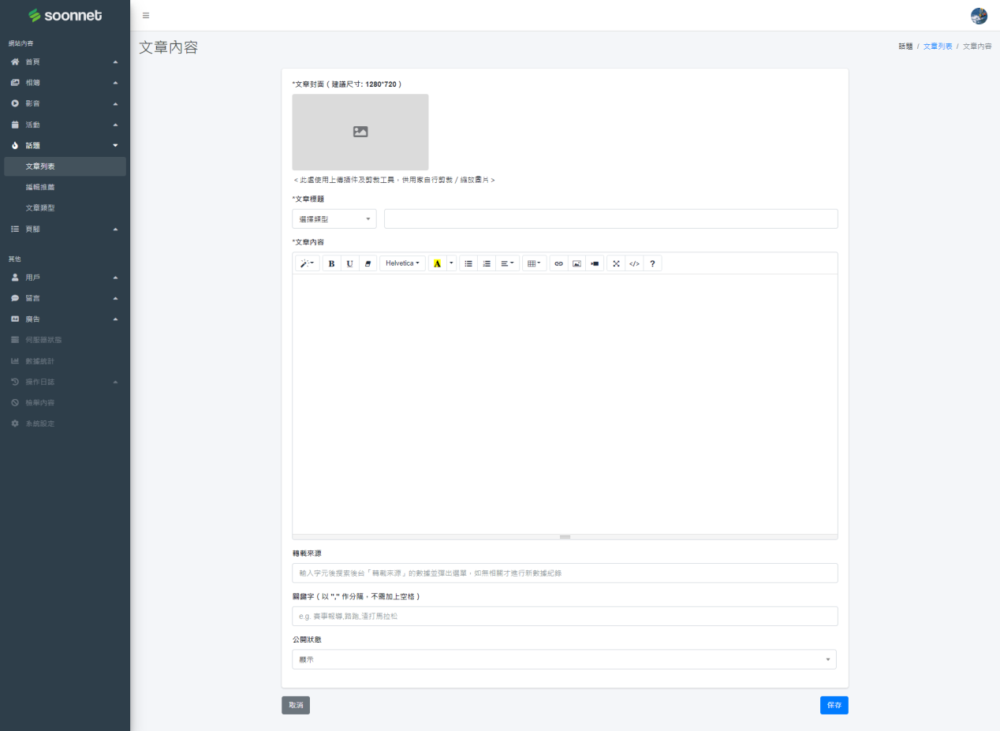 soonnet
網站內容
首頁
相簿
影音
活動
話題
文章列表
編輯推薦
文章類型
頁腳
其他
用戶
留言
廣告
伺服器狀態
數據統計
操作日誌
檢舉內容
系統設定
文章內容
話題 / 文章列表 / 文章內容
*文章封面 ( 建議尺寸: 1280*720 )
< 此處使用上傳插件及剪裁工具，供用家自行剪裁 / 縮放圖片 >
*文章標題
選擇類型
*文章內容
B U Helvetica A </> ?
轉載來源
輸入字元後搜索後台「轉載來源」的數據並彈出選單，如無相關才進行新數據紀錄
關鍵字 ( 以 "," 作分隔，不需加上空格 )
e.g. 賽事報導,路跑,渣打馬拉松
公開狀態
顯示
取消
保存